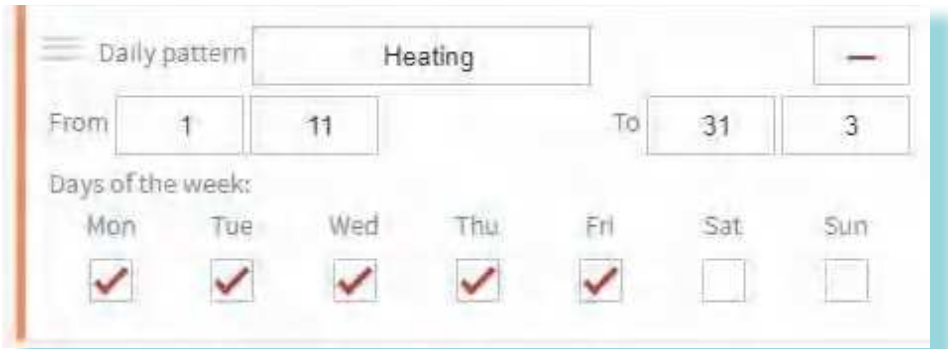 Daily pattern Heating
From 1 11 To 31 3
Days of the week:
Mon Tue Wed Thu Fri Sat Sun